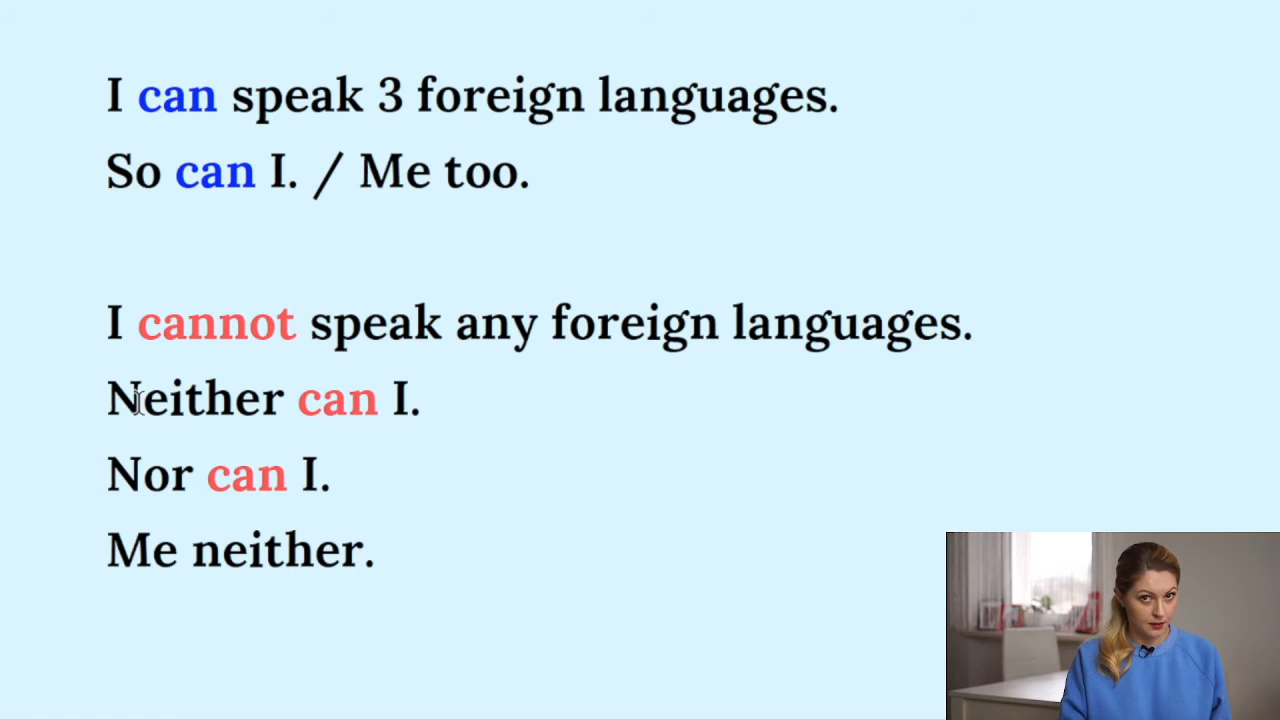 I can speak 3 foreign languages.
So can I. / Me too.
I cannot speak any foreign languages.
Neither can I.
Nor can I.
Me neither.